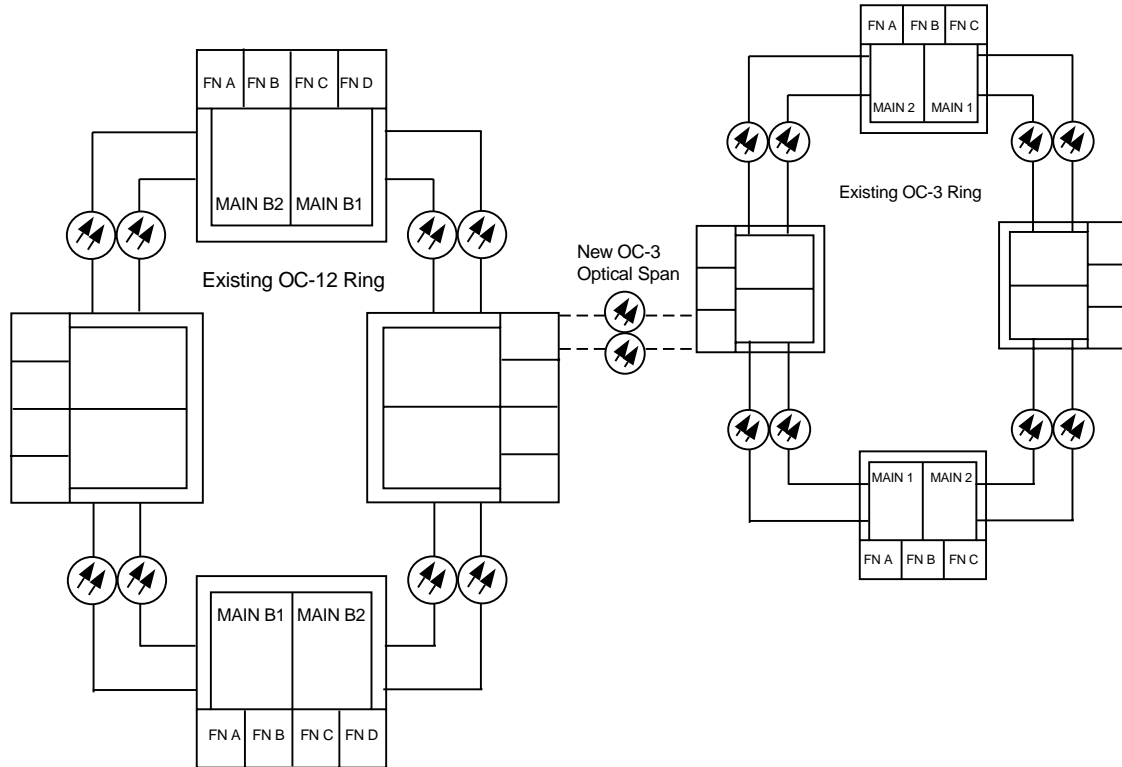 FN A FN B FN C FN D
MAIN B2 MAIN B1
Existing OC-12 Ring
MAIN B1 MAIN B2
FN A FN B FN C FN D
New OC-3
Optical Span
FN A FN B FN C
MAIN 2 MAIN 1
Existing OC-3 Ring
MAIN 1 MAIN 2
FN A FN B FN C